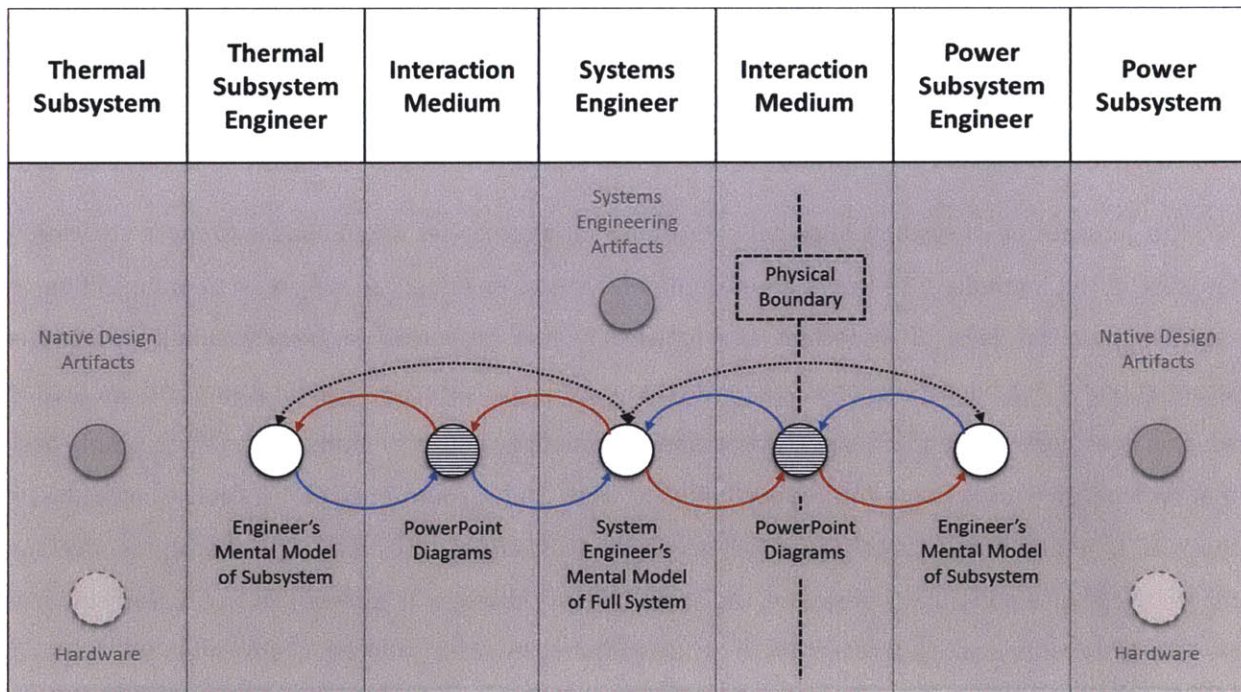 Thermal
Subsystem
Thermal
Subsystem
Engineer
Interaction
Medium
Systems
Engineer
Interaction
Medium
Power
Subsystem
Engineer
Power
Subsystem
Systems
Engineering
Artifacts
Physical
Boundary
Native Design
Artifacts
Native Design
Artifacts
Engineer's
Mental Model
of Subsystem
PowerPoint
Diagrams
System
Engineer's
Mental Model
of Full System
PowerPoint
Diagrams
Engineer's
Mental Model
of Subsystem
Hardware
Hardware